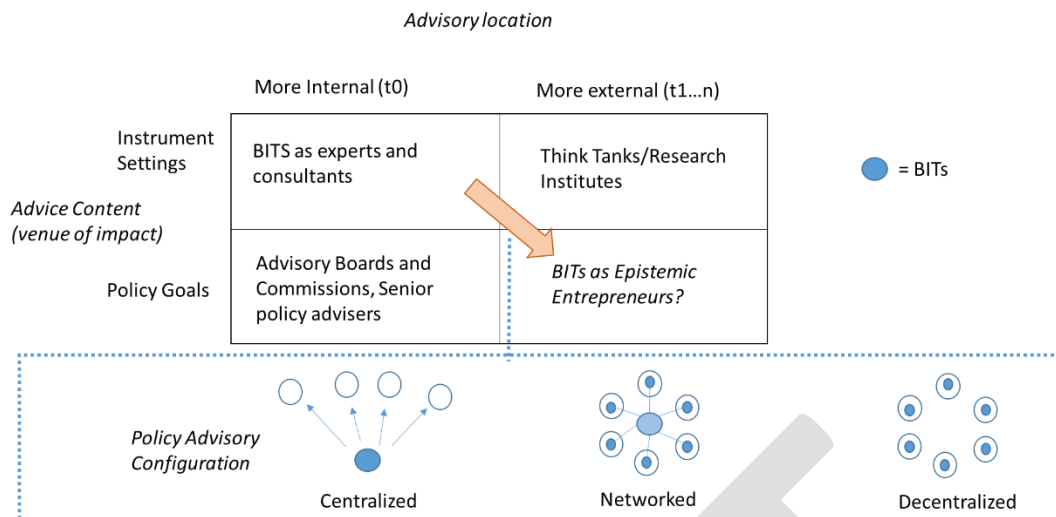 Advisory location
More Internal (t0)
More external (t1...n)
Instrument
Settings
BITS as experts and
consultants
Think Tanks/Research
Institutes
= BITs
Advice Content
(venue of impact)
Policy Goals
Advisory Boards and
Commissions, Senior
policy advisers
BITs as Epistemic
Entrepreneurs?
Policy Advisory
Configuration
Centralized
Networked
Decentralized